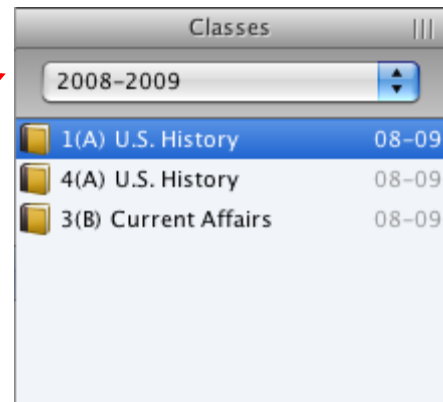 Classes
2008-2009
1(A) U.S. History 08-09
4(A) U.S. History 08-09
3(B) Current Affairs 08-09